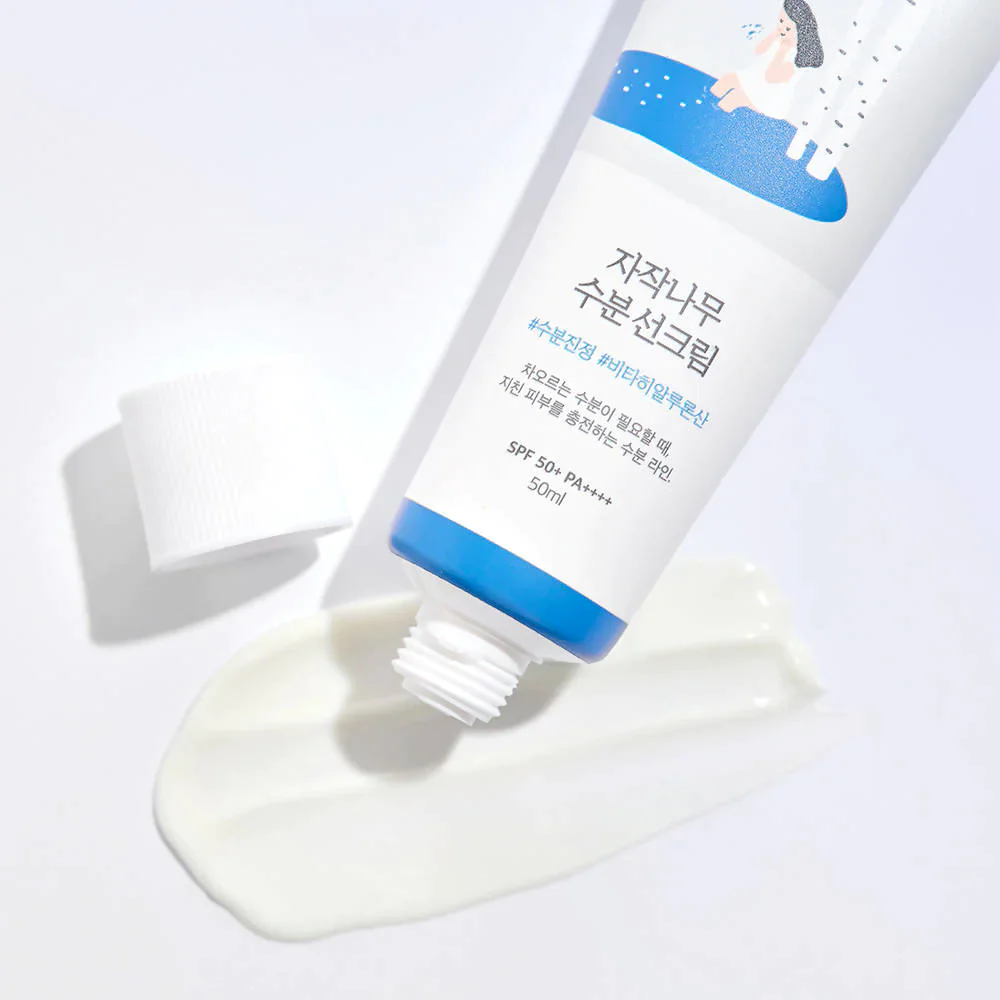 자작나무
수분 선크림
#수분진정 #비타히알루론산
차오르는 수분이 필요할 때,
지친 피부를 충전하는 수분 라인.
SPF 50+ PA++++
50ml